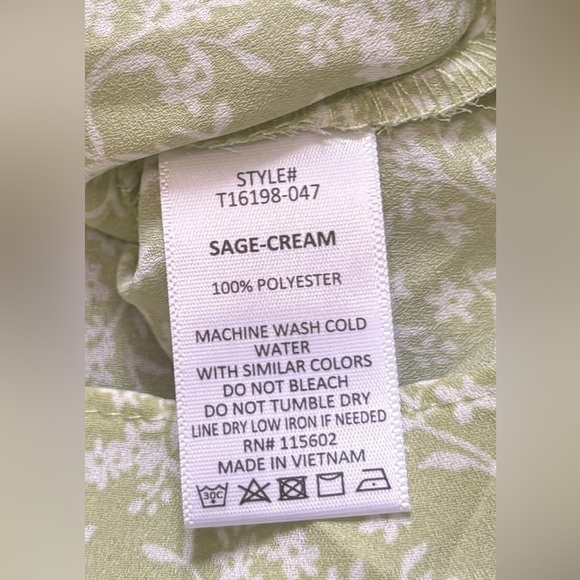 STYLE#
T16198-047
SAGE-CREAM
100% POLYESTER
MACHINE WASH COLD
WATER
WITH SIMILAR COLORS
DO NOT BLEACH
DO NOT TUMBLE DRY
LINE DRY LOW IRON IF NEEDED
RN# 115602
MADE IN VIETNAM
30C